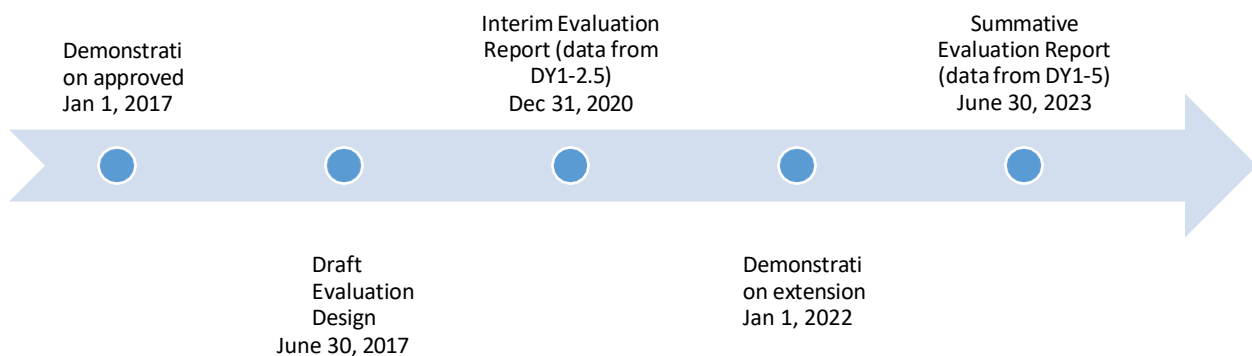 Demonstrati
on approved
Jan 1, 2017
Interim Evaluation
Report (data from
DY1-2.5)
Dec 31, 2020
Summative
Evaluation Report
(data from DY1-5)
June 30, 2023
Draft
Evaluation
Design
June 30, 2017
Demonstrati
on extension
Jan 1, 2022